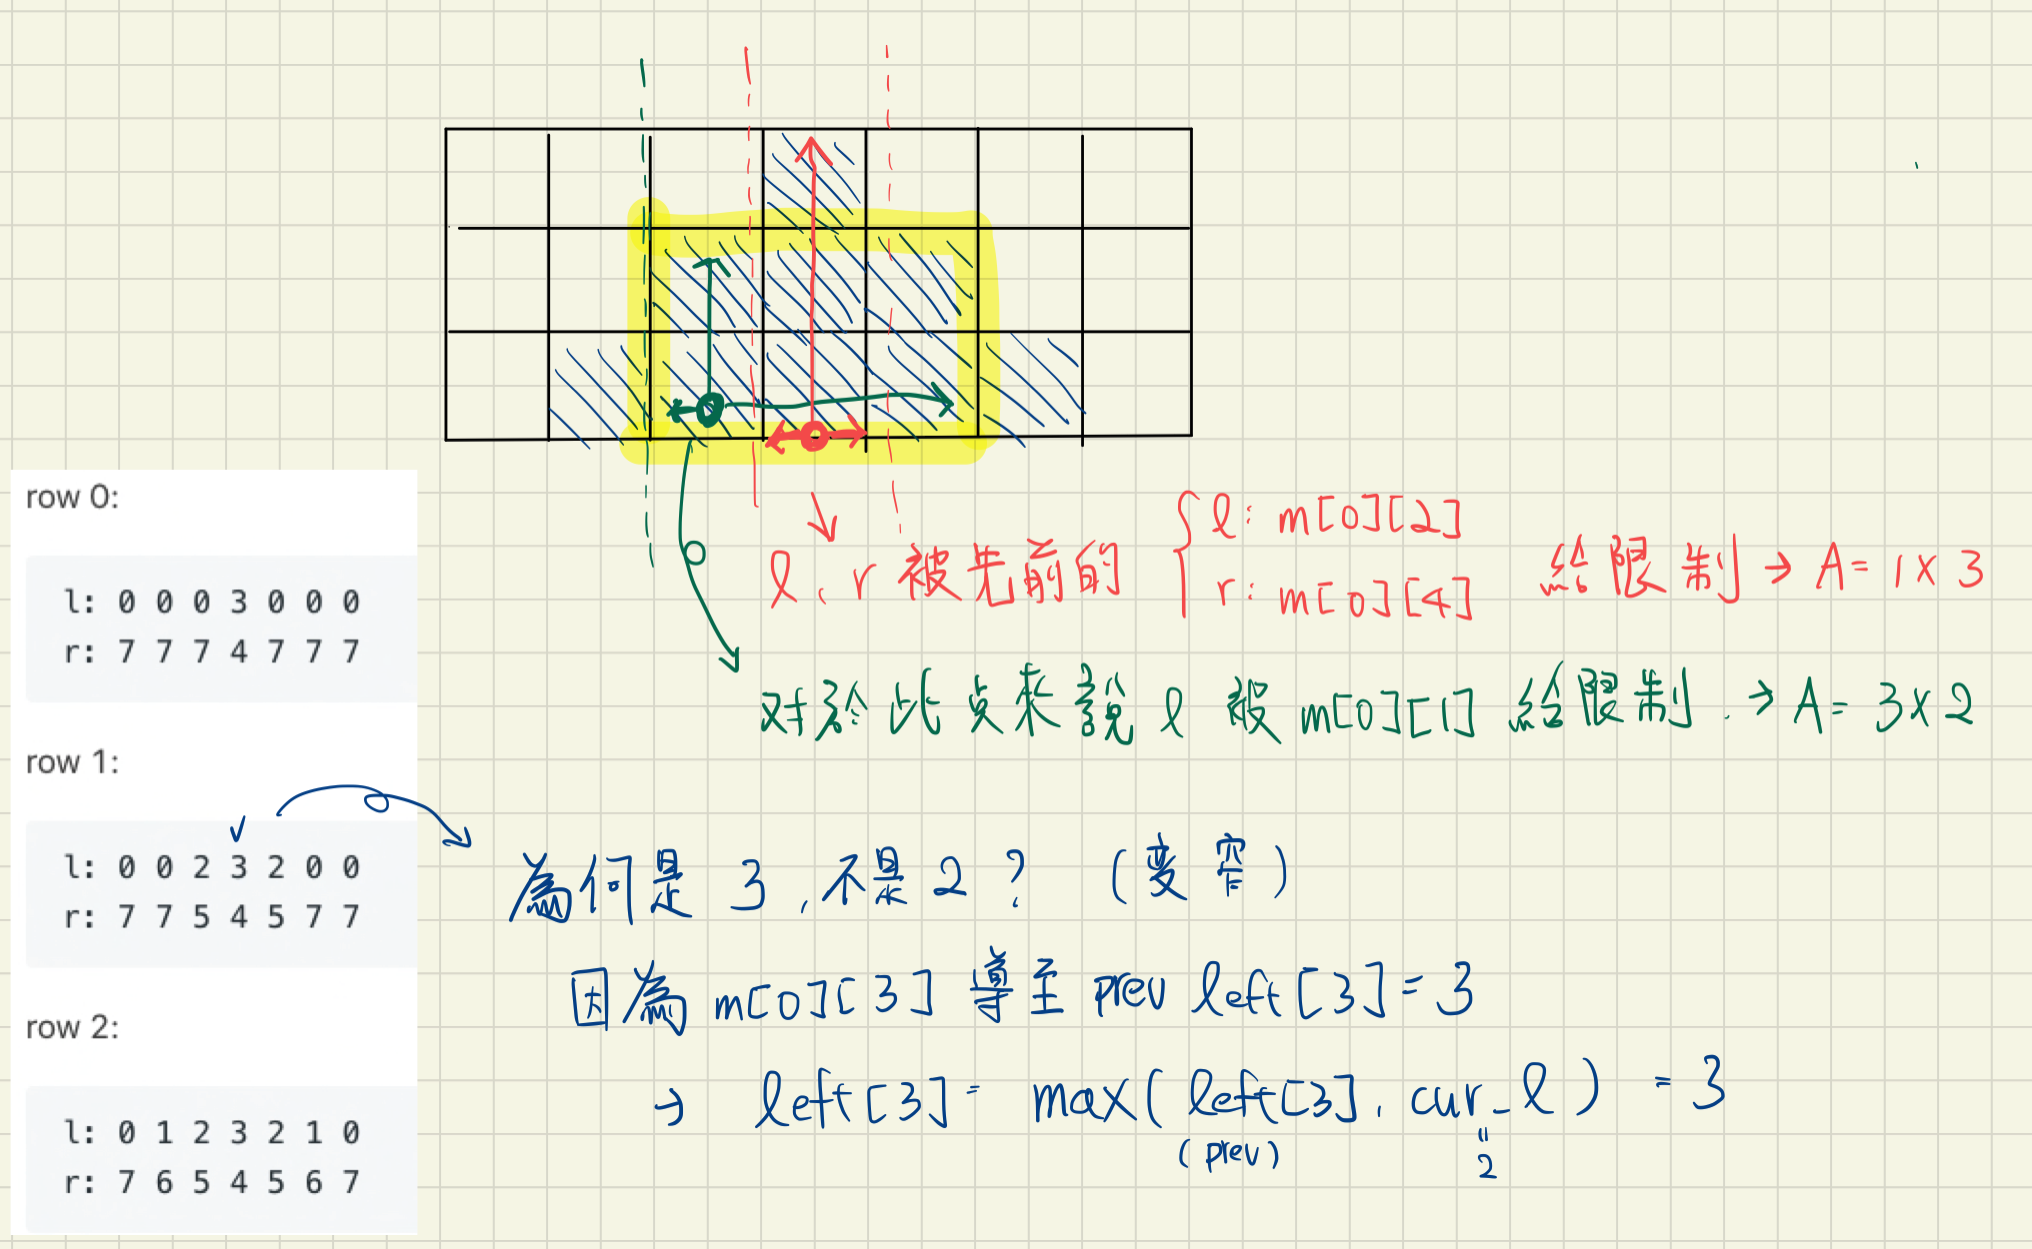 row 0:
l: 0 0 0 3 0 0 0
r: 7 7 7 4 7 7 7
row 1:
l: 0 0 2 3 2 0 0
r: 7 7 5 4 5 7 7
row 2:
l: 0 1 2 3 2 1 0
r: 7 6 5 4 5 6 7
l、r 被先前的 { l: m[0][2]
r: m[0][4] 給限制 → A= 1 x 3
对於此点来說 l 被 m[0][1] 給限制. → A= 3 x 2
為何是 3, 不是 2? (变窄)
因為 m[0][3] 導至 prev left[3] = 3
→ left[3] = max( left[3], cur_l ) = 3
(prev)
"
2